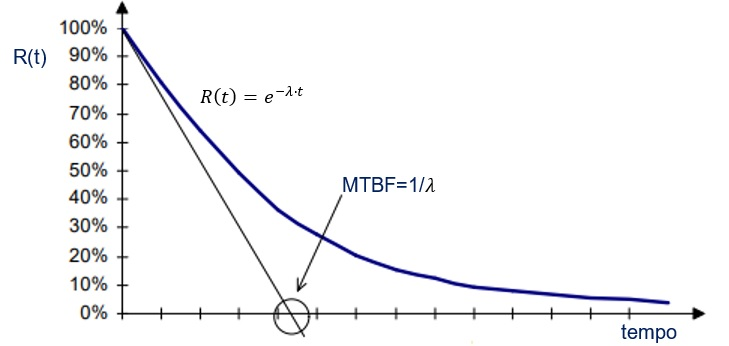 100%
R(t)
90%
80%
R(t) = e^{-λ·t}
70%
60%
50%
MTBF=1/λ
40%
30%
20%
10%
0%
tempo